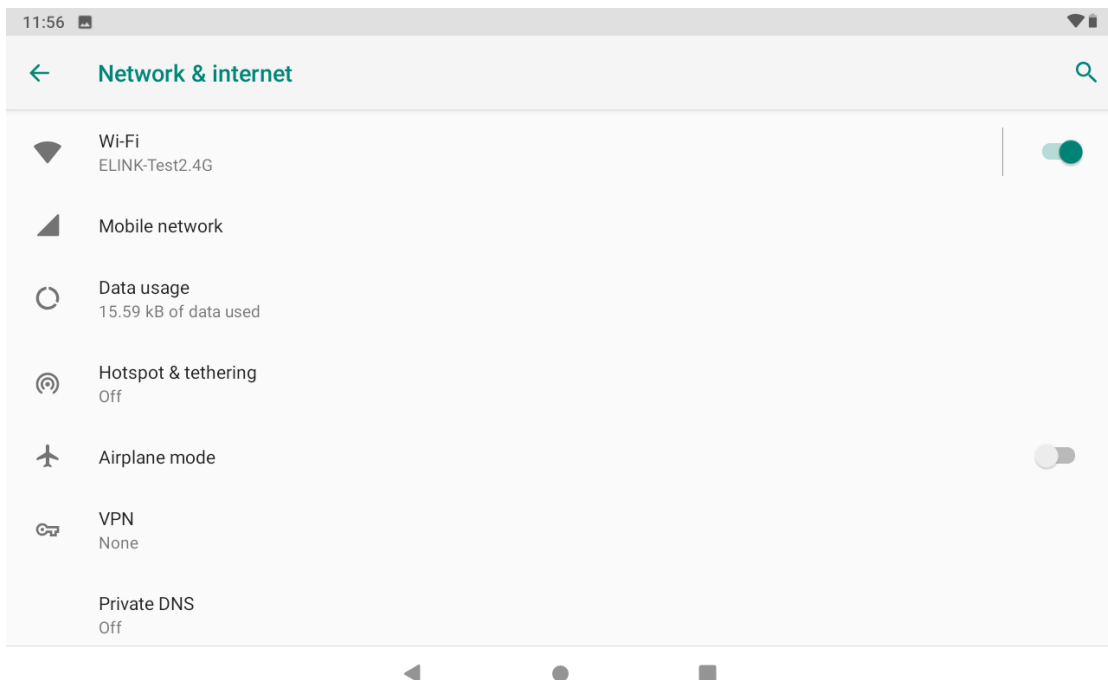 11:56
Network & internet
Wi-Fi
ELINK-Test2.4G
Mobile network
Data usage
15.59 kB of data used
Hotspot & tethering
Off
Airplane mode
VPN
None
Private DNS
Off